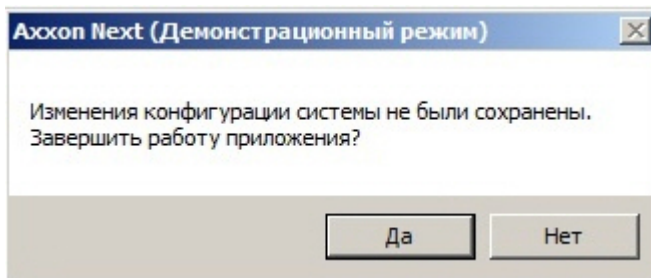 Axxon Next (Демонстрационный режим)
Изменения конфигурации системы не были сохранены.
Завершить работу приложения?
Да
Нет